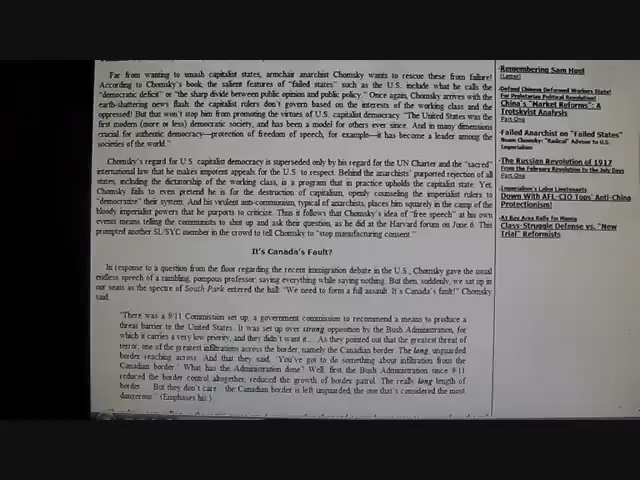 Far from wanting to smash capitalist states, armchair anarchist Chomsky wants to rescue these from failure!
According to Chomsky's book, the salient features of "failed states" such as the U.S. include what he calls the
"democratic deficit" or "the sharp divide between public opinion and public policy." Once again, Chomsky arrives with the
earth-shattering news flash: the capitalist rulers don't govern based on the interests of the working class and the
oppressed! But that won't stop him from promoting the virtues of U.S. capitalist democracy: "The United States was the
first modern (more or less) democratic society, and has been a model for others ever since. And in many dimensions
crucial for authentic democracy—protection of freedom of speech, for example—it has become a leader among the
societies of the world."
Chomsky's regard for U.S. capitalist democracy is superseded only by his regard for the UN Charter and the "sacred"
international law that he makes impotent appeals for the U.S. to respect. Behind the anarchists' purported rejection of all
states, including the dictatorship of the working class, is a program that in practice upholds the capitalist state. Yet,
Chomsky fails to even pretend he is for the destruction of capitalism, openly counseling the imperialist rulers to
"democratize" their system. And his virulent anti-communism, typical of anarchists, places him squarely in the camp of the
bloody imperialist powers that he purports to criticize. Thus it follows that Chomsky's idea of "free speech" at his own
events means telling the communists to shut up and ask their question, as he did at the Harvard forum on June 6. This
prompted another SL/SYC member in the crowd to tell Chomsky to "stop manufacturing consent."
It's Canada's Fault?
In response to a question from the floor regarding the recent immigration debate in the U.S., Chomsky gave the usual
endless speech of a rambling, pompous professor: saying everything while saying nothing. But then, suddenly, we sat up in
our seats as the spectre of South Park entered the hall: "We need to form a full assault. It's Canada's fault!" Chomsky
said:
"There was a 9/11 Commission set up, a government commission to recommend a means to produce a
threat barrier to the United States. It was set up over strong opposition by the Bush Administration, for
which it carries a very low priority, and they didn't want it.... As they pointed out that the greatest threat of
terror, one of the greatest infiltrations across the border, namely the Canadian border. The long, unguarded
border reaching across. And that they said, 'You've got to do something about infiltration from the
Canadian border.' What has the Administration done? Well, first the Bush Administration since 9/11
reduced the border control altogether, reduced the growth of border patrol. The really long length of
border... But they don't care... the Canadian border is left unguarded, the one that's considered the most
dangerous." (Emphases his.)
Remembering Sam Hunt
(Letter)
Defend Chinese Deformed Workers State!
For Proletarian Political Revolution!
China's "Market Reforms": A
Trotskyist Analysis
Part One
Failed Anarchist on "Failed States"
Noam Chomsky: "Radical" Adviser to U.S.
Imperialism
The Russian Revolution of 1917
From the February Revolution to the July Days
Part One
Imperialism's Labor Lieutenants
Down With AFL-CIO Tops' Anti-China
Protectionism!
At Bay Area Rally for Mumia
Class-Struggle Defense vs. "New
Trial" Reformists